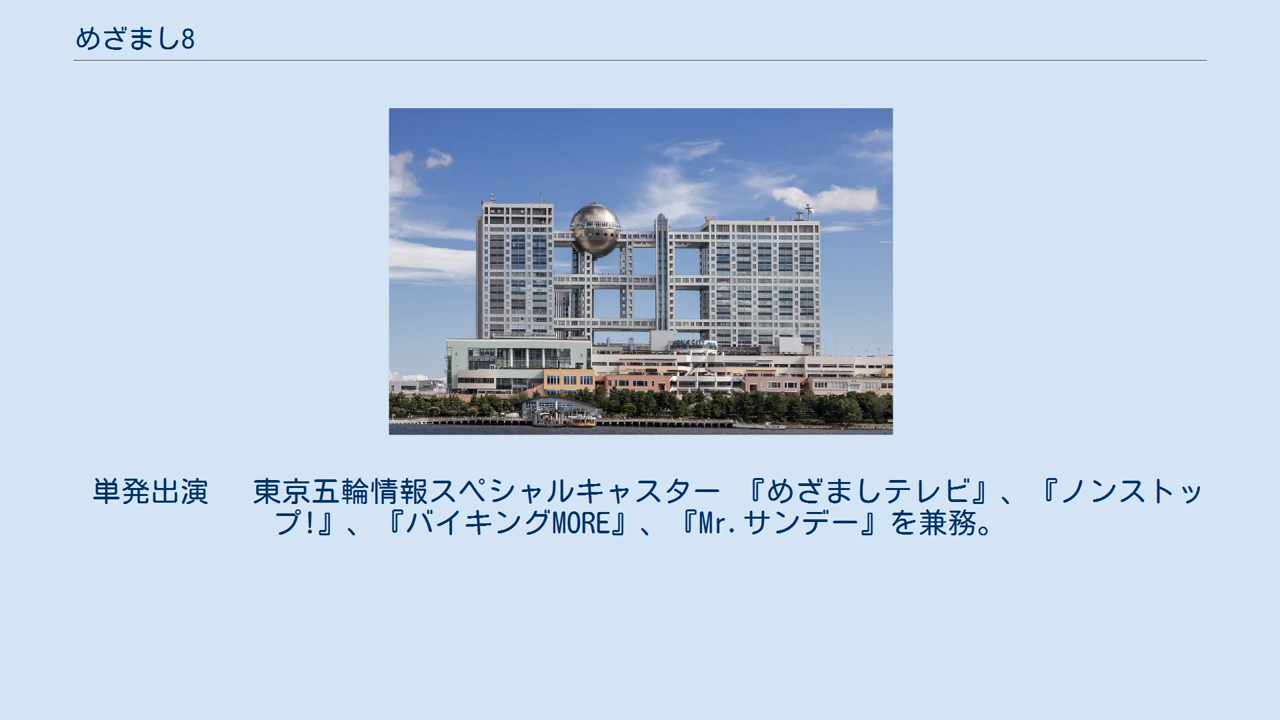 めざまし8
単発出演　 東京五輪情報スペシャルキャスター 『めざましテレビ』、『ノンストッ
プ!』、『バイキングMORE』、『Mr.サンデー』を兼務。